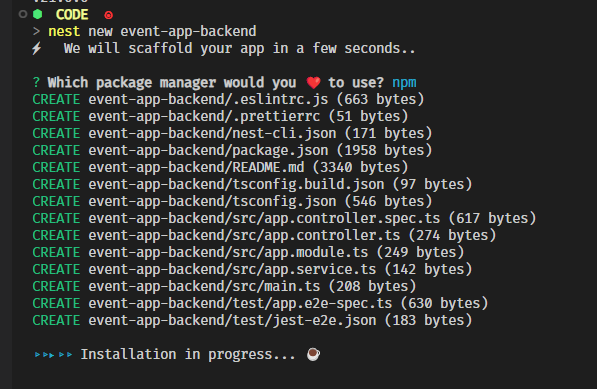 CODE
> nest new event-app-backend
⚡ We will scaffold your app in a few seconds..
? Which package manager would you ❤️ to use? npm
CREATE event-app-backend/.eslintrc.js (663 bytes)
CREATE event-app-backend/.prettierrc (51 bytes)
CREATE event-app-backend/nest-cli.json (171 bytes)
CREATE event-app-backend/package.json (1958 bytes)
CREATE event-app-backend/README.md (3340 bytes)
CREATE event-app-backend/tsconfig.build.json (97 bytes)
CREATE event-app-backend/tsconfig.json (546 bytes)
CREATE event-app-backend/src/app.controller.spec.ts (617 bytes)
CREATE event-app-backend/src/app.controller.ts (274 bytes)
CREATE event-app-backend/src/app.module.ts (249 bytes)
CREATE event-app-backend/src/app.service.ts (142 bytes)
CREATE event-app-backend/src/main.ts (208 bytes)
CREATE event-app-backend/test/app.e2e-spec.ts (630 bytes)
CREATE event-app-backend/test/jest-e2e.json (183 bytes)
▹▹▸▹▹ Installation in progress... ☕